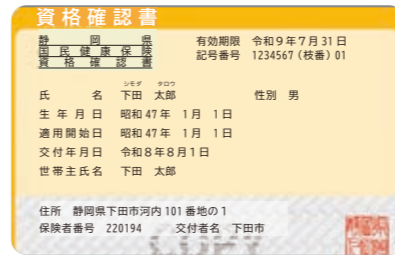 資格確認書
静岡県
国民健康保険
資格確認書
有効期限 令和9年7月31日
記号番号 1234567(枝番)01
シモダ タロウ
氏名 下田 太郎 性別 男
生年月日 昭和47年 1月 1日
適用開始日 昭和47年 1月 1日
交付年月日 令和8年8月1日
世帯主氏名 下田 太郎
住所 静岡県下田市河内101番地の1
保険者番号 220194 交付者名 下田市